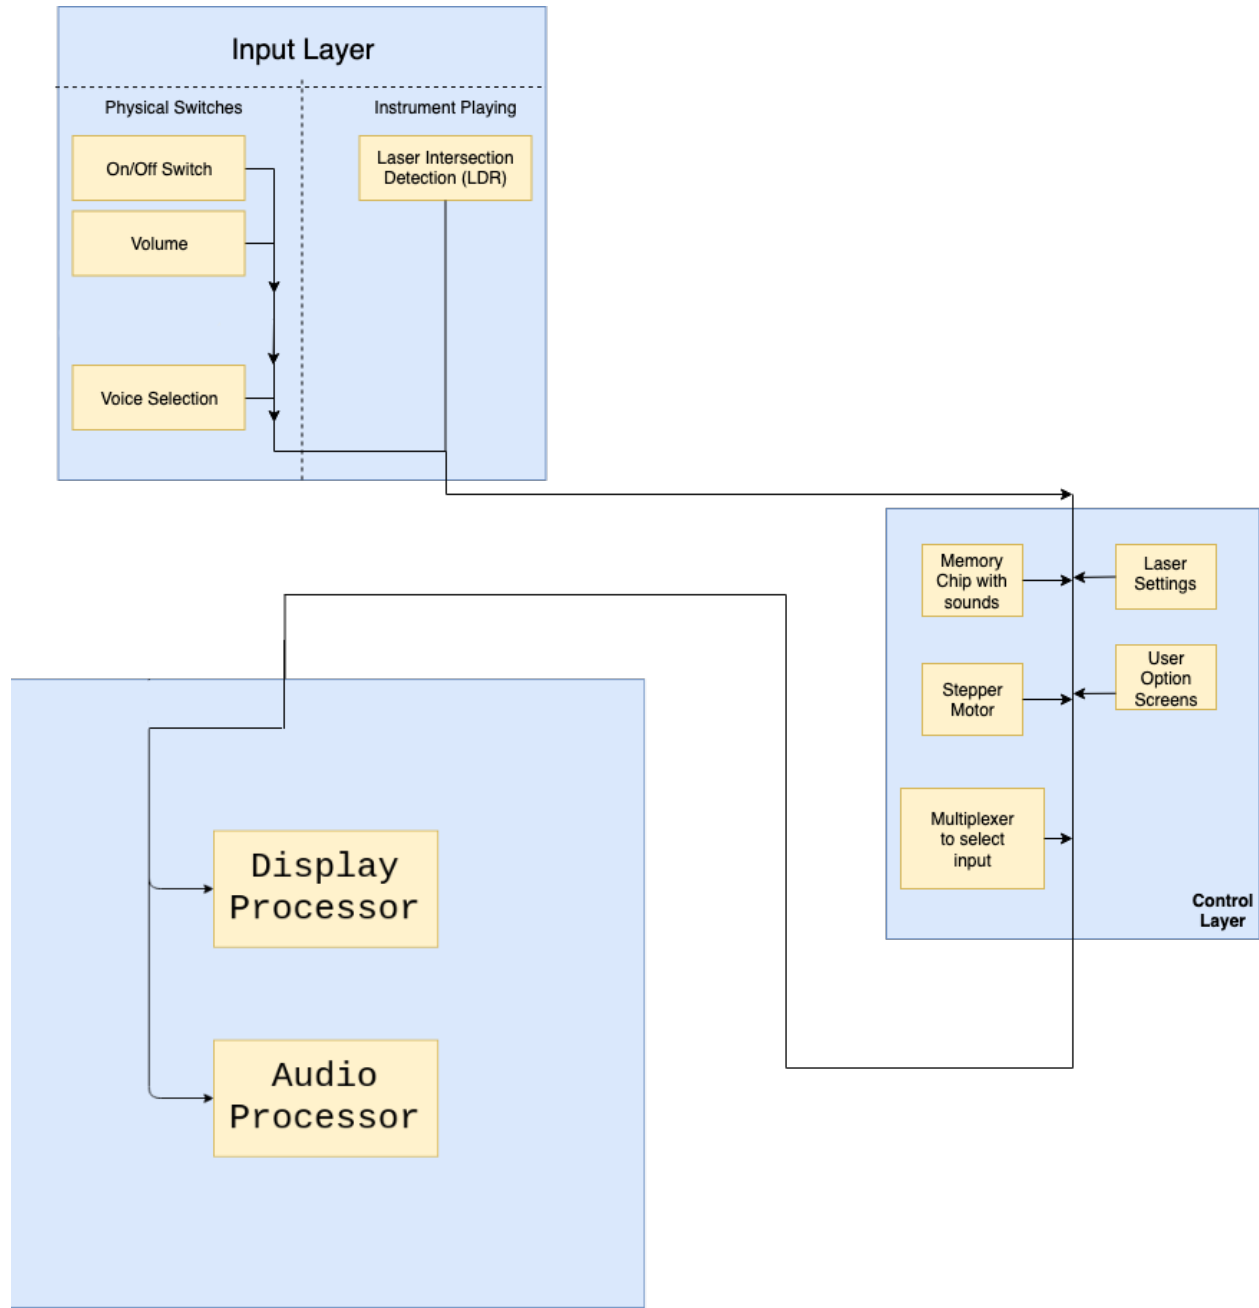 Input Layer
Physical Switches
Instrument Playing
On/Off Switch
Laser Intersection
Detection (LDR)
Volume
Voice Selection
Memory
Chip with
sounds
Laser
Settings
User
Option
Screens
Stepper
Motor
Multiplexer
to select
input
Control
Layer
Display
Processor
Audio
Processor